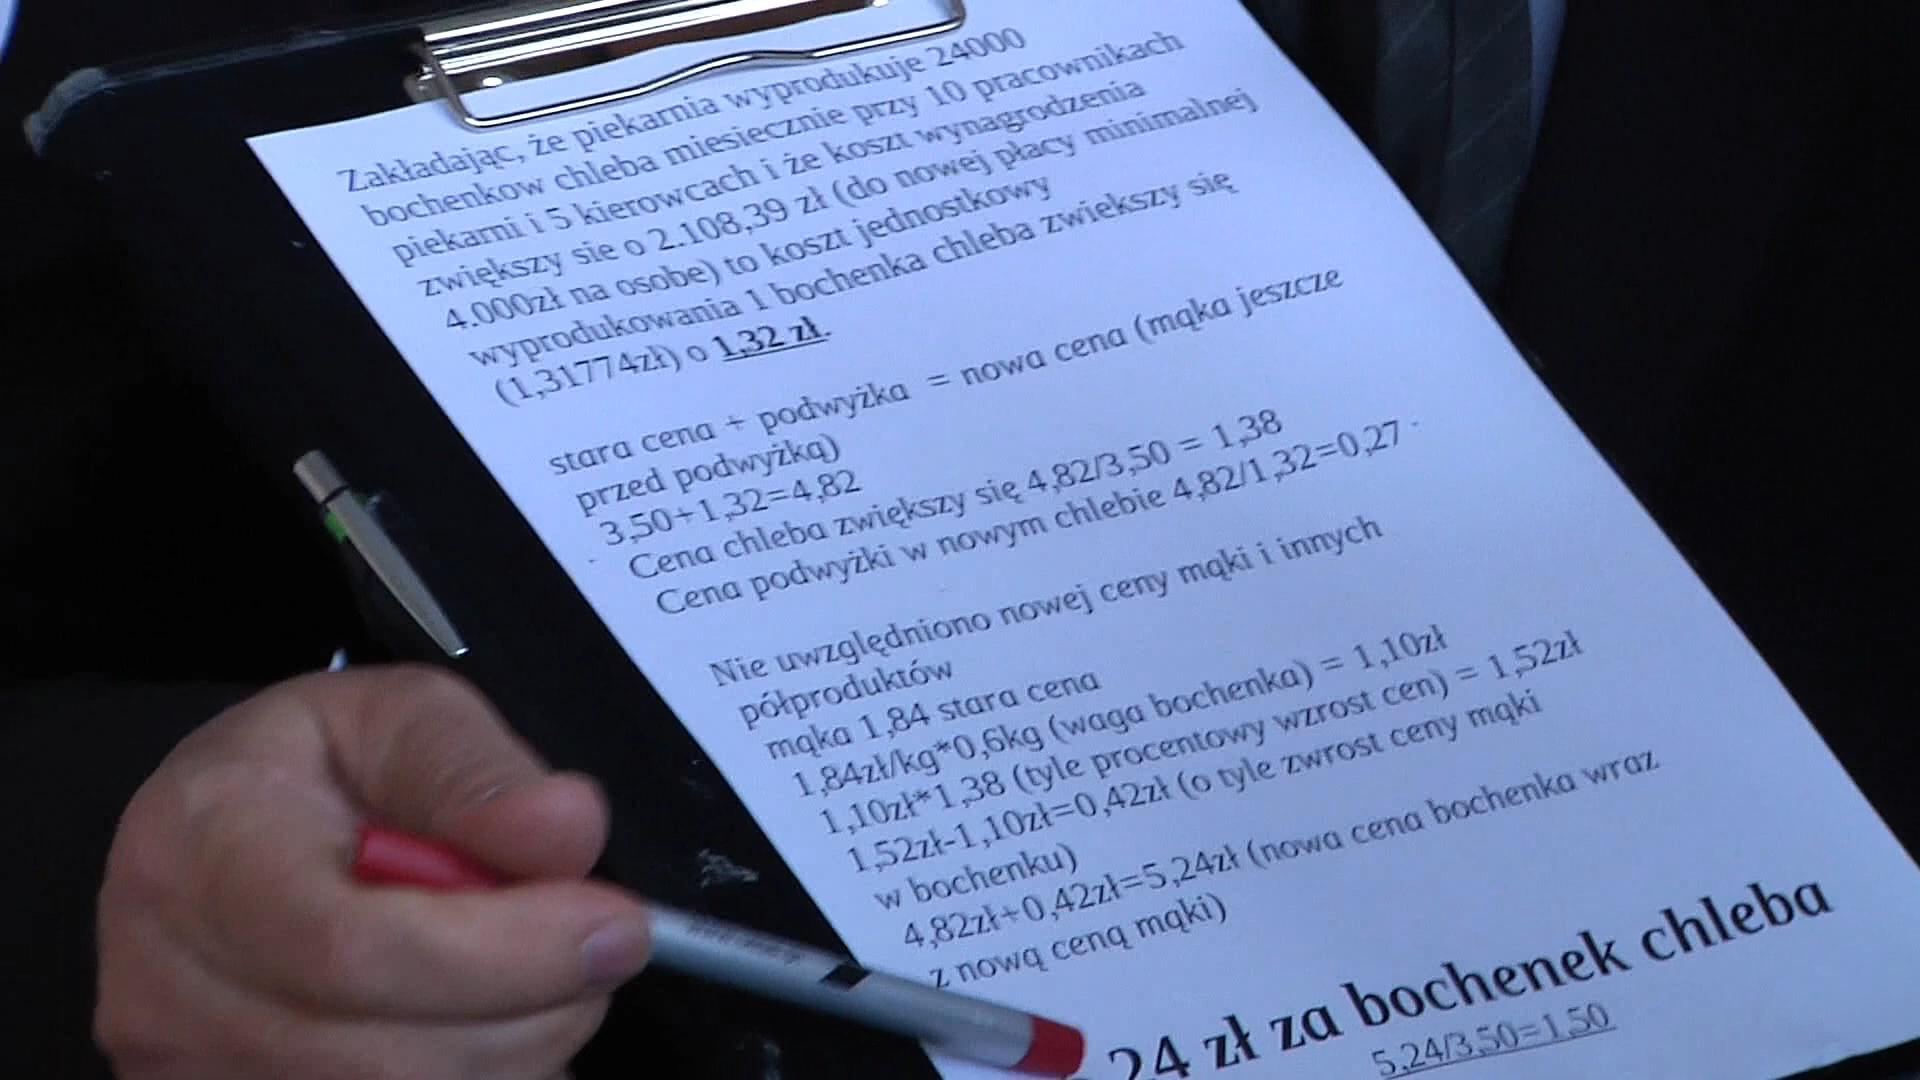 Zakładając, że piekarnia wyprodukuje 24000
bochenkow chleba miesiecznie przy 10 pracownikach
piekarni i 5 kierowcach i że koszt wynagrodzenia
zwiększy sie o 2.108,39 zł (do nowej płacy minimalnej
4.000zł na osobe) to koszt jednostkowy
wyprodukowania 1 bochenka chleba zwiekszy się
(1,31774zł) o 1,32 zł.
stara cena + podwyżka = nowa cena (mąka jeszcze
przed podwyżką)
3,50+1,32=4,82
Cena chleba zwiększy się 4,82/3,50 = 1,38
Cena podwyżki w nowym chlebie 4,82/1,32=0,27
Nie uwzględniono nowej ceny mąki i innych
półproduktów
mąka 1,84 stara cena
1,84zł/kg*0,6kg (waga bochenka) = 1,10zł
1,10zł*1,38 (tyle procentowy wzrost cen) = 1,52zł
1,52zł-1,10zł=0,42zł (o tyle zwrost ceny mąki
w bochenku)
4,82zł+0,42zł=5,24zł (nowa cena bochenka wraz
z nową ceną mąki)
24 zł za bochenek chleba
5,24/3,50=1,50